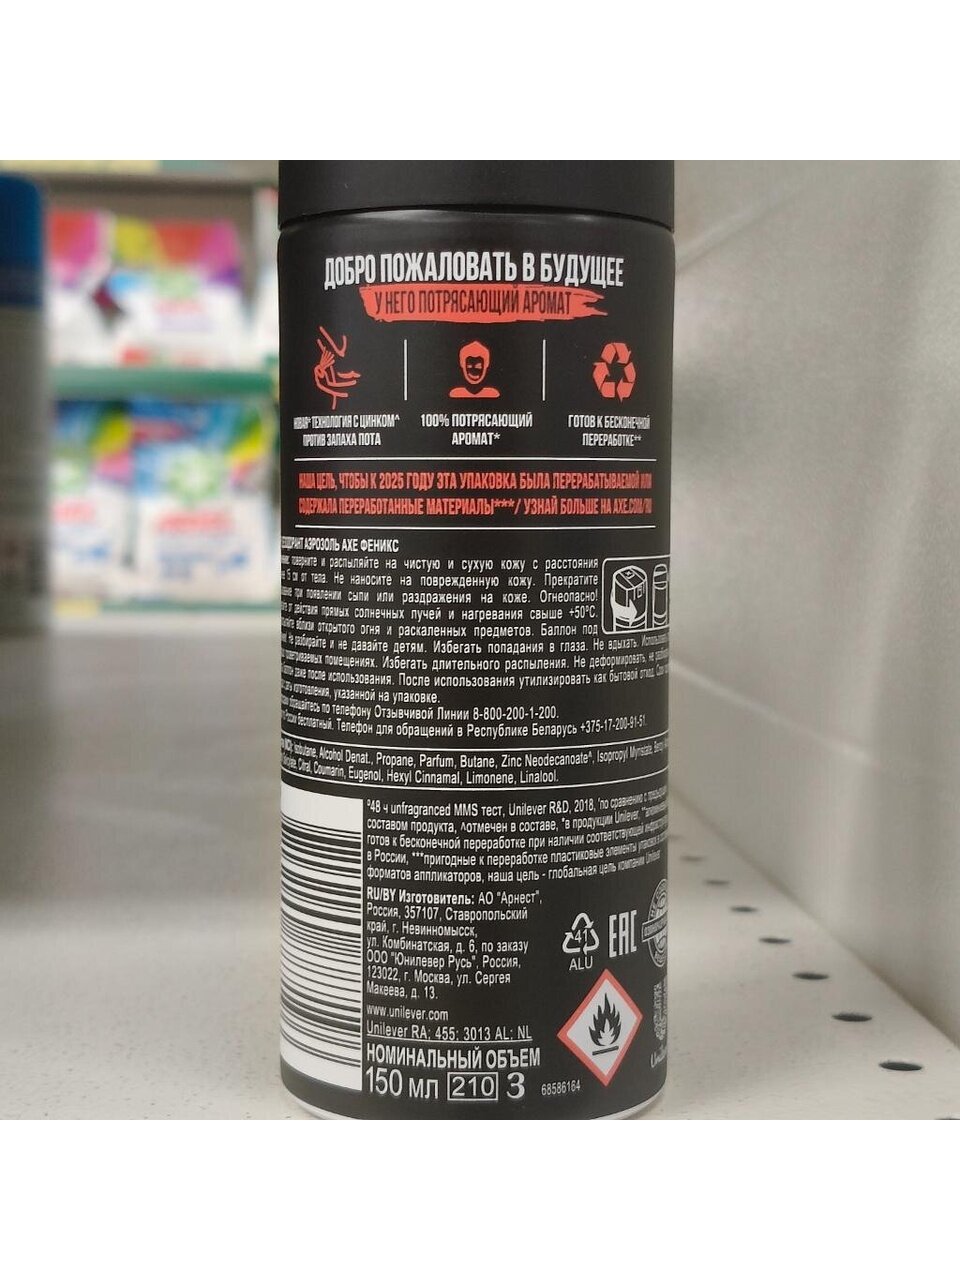 ДОБРО ПОЖАЛОВАТЬ В БУДУЩЕЕ
У НЕГО ПОТРЯСАЮЩИЙ АРОМАТ
НОВАЯ* ТЕХНОЛОГИЯ С ЦИНКОМ^
ПРОТИВ ЗАПАХА ПОТА
100% ПОТРЯСАЮЩИЙ
АРОМАТ*
ГОТОВ К БЕСКОНЕЧНОЙ
ПЕРЕРАБОТКЕ**
НАША ЦЕЛЬ, ЧТОБЫ К 2025 ГОДУ ЭТА УПАКОВКА БЫЛА ПЕРЕРАБАТЫВАЕМОЙ ИЛИ
СОДЕРЖАЛА ПЕРЕРАБОТАННЫЕ МАТЕРИАЛЫ***/ УЗНАЙ БОЛЬШЕ НА AXE.COM/RU
АЭРОЗОЛЬ АХЕ ФЕНИКС
поверните и распыляйте на чистую и сухую кожу с расстояния
15 см от тела. Не наносите на поврежденную кожу. Прекратите
при появлении сыпи или раздражения на коже. Огнеопасно!
от действия прямых солнечных лучей и нагревания свыше +50°C.
вблизи открытого огня и раскаленных предметов. Баллон под
Не разбирайте и не давайте детям. Избегать попадания в глаза. Не вдыхать.
помещениях. Избегать длительного распыления. Не деформировать, не
даже после использования. После использования утилизировать как бытовой отход.
изготовления, указанной на упаковке.
обращайтесь по телефону Отзывчивой Линии 8-800-200-1-200.
России бесплатный. Телефон для обращений в Республике Беларусь +375-17-200-91-51.
Isobutane, Alcohol Denat., Propane, Parfum, Butane, Zinc Neodecanoate^, Isopropyl Myristate,
Citral, Coumarin, Eugenol, Hexyl Cinnamal, Limonene, Linalool.
°48 ч unfragranced MMS тест, Unilever R&D, 2018, 'по сравнению с
составом продукта, ^отмечен в составе, *в продукции Unilever,
готов к бесконечной переработке при наличии соответствующей
в России, ***пригодные к переработке пластиковые элементы упаковок
форматов аппликаторов, наша цель - глобальная цель компании Unilever
RU/BY Изготовитель: АО "Арнест",
Россия, 357107, Ставропольский
край, г. Невинномысск,
ул. Комбинатская, д. 6, по заказу
ООО "Юнилевер Русь", Россия,
123022, г. Москва, ул. Сергея
Макеева, д. 13.
www.unilever.com
Unilever RA: 455: 3013 AL: NL
41
ALU
EAC
НОМИНАЛЬНЫЙ ОБЪЕМ
150 МЛ 210 3
68586164